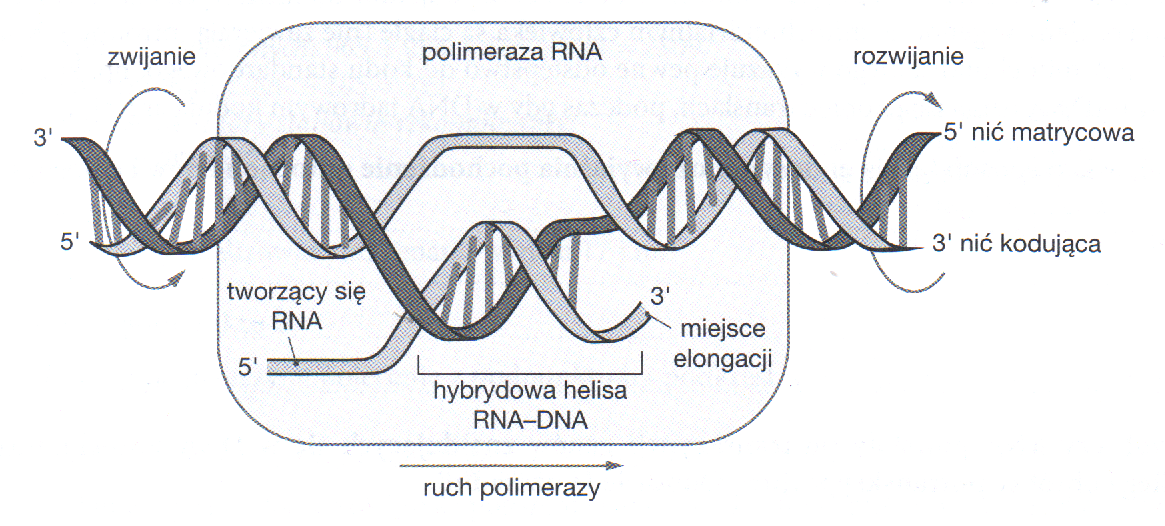 zwijanie
polimeraza RNA
rozwijanie
3'
5' nić matrycowa
5'
3' nić kodująca
tworzący się
RNA
3'
miejsce
elongacji
5'
hybrydowa helisa
RNA–DNA
ruch polimerazy